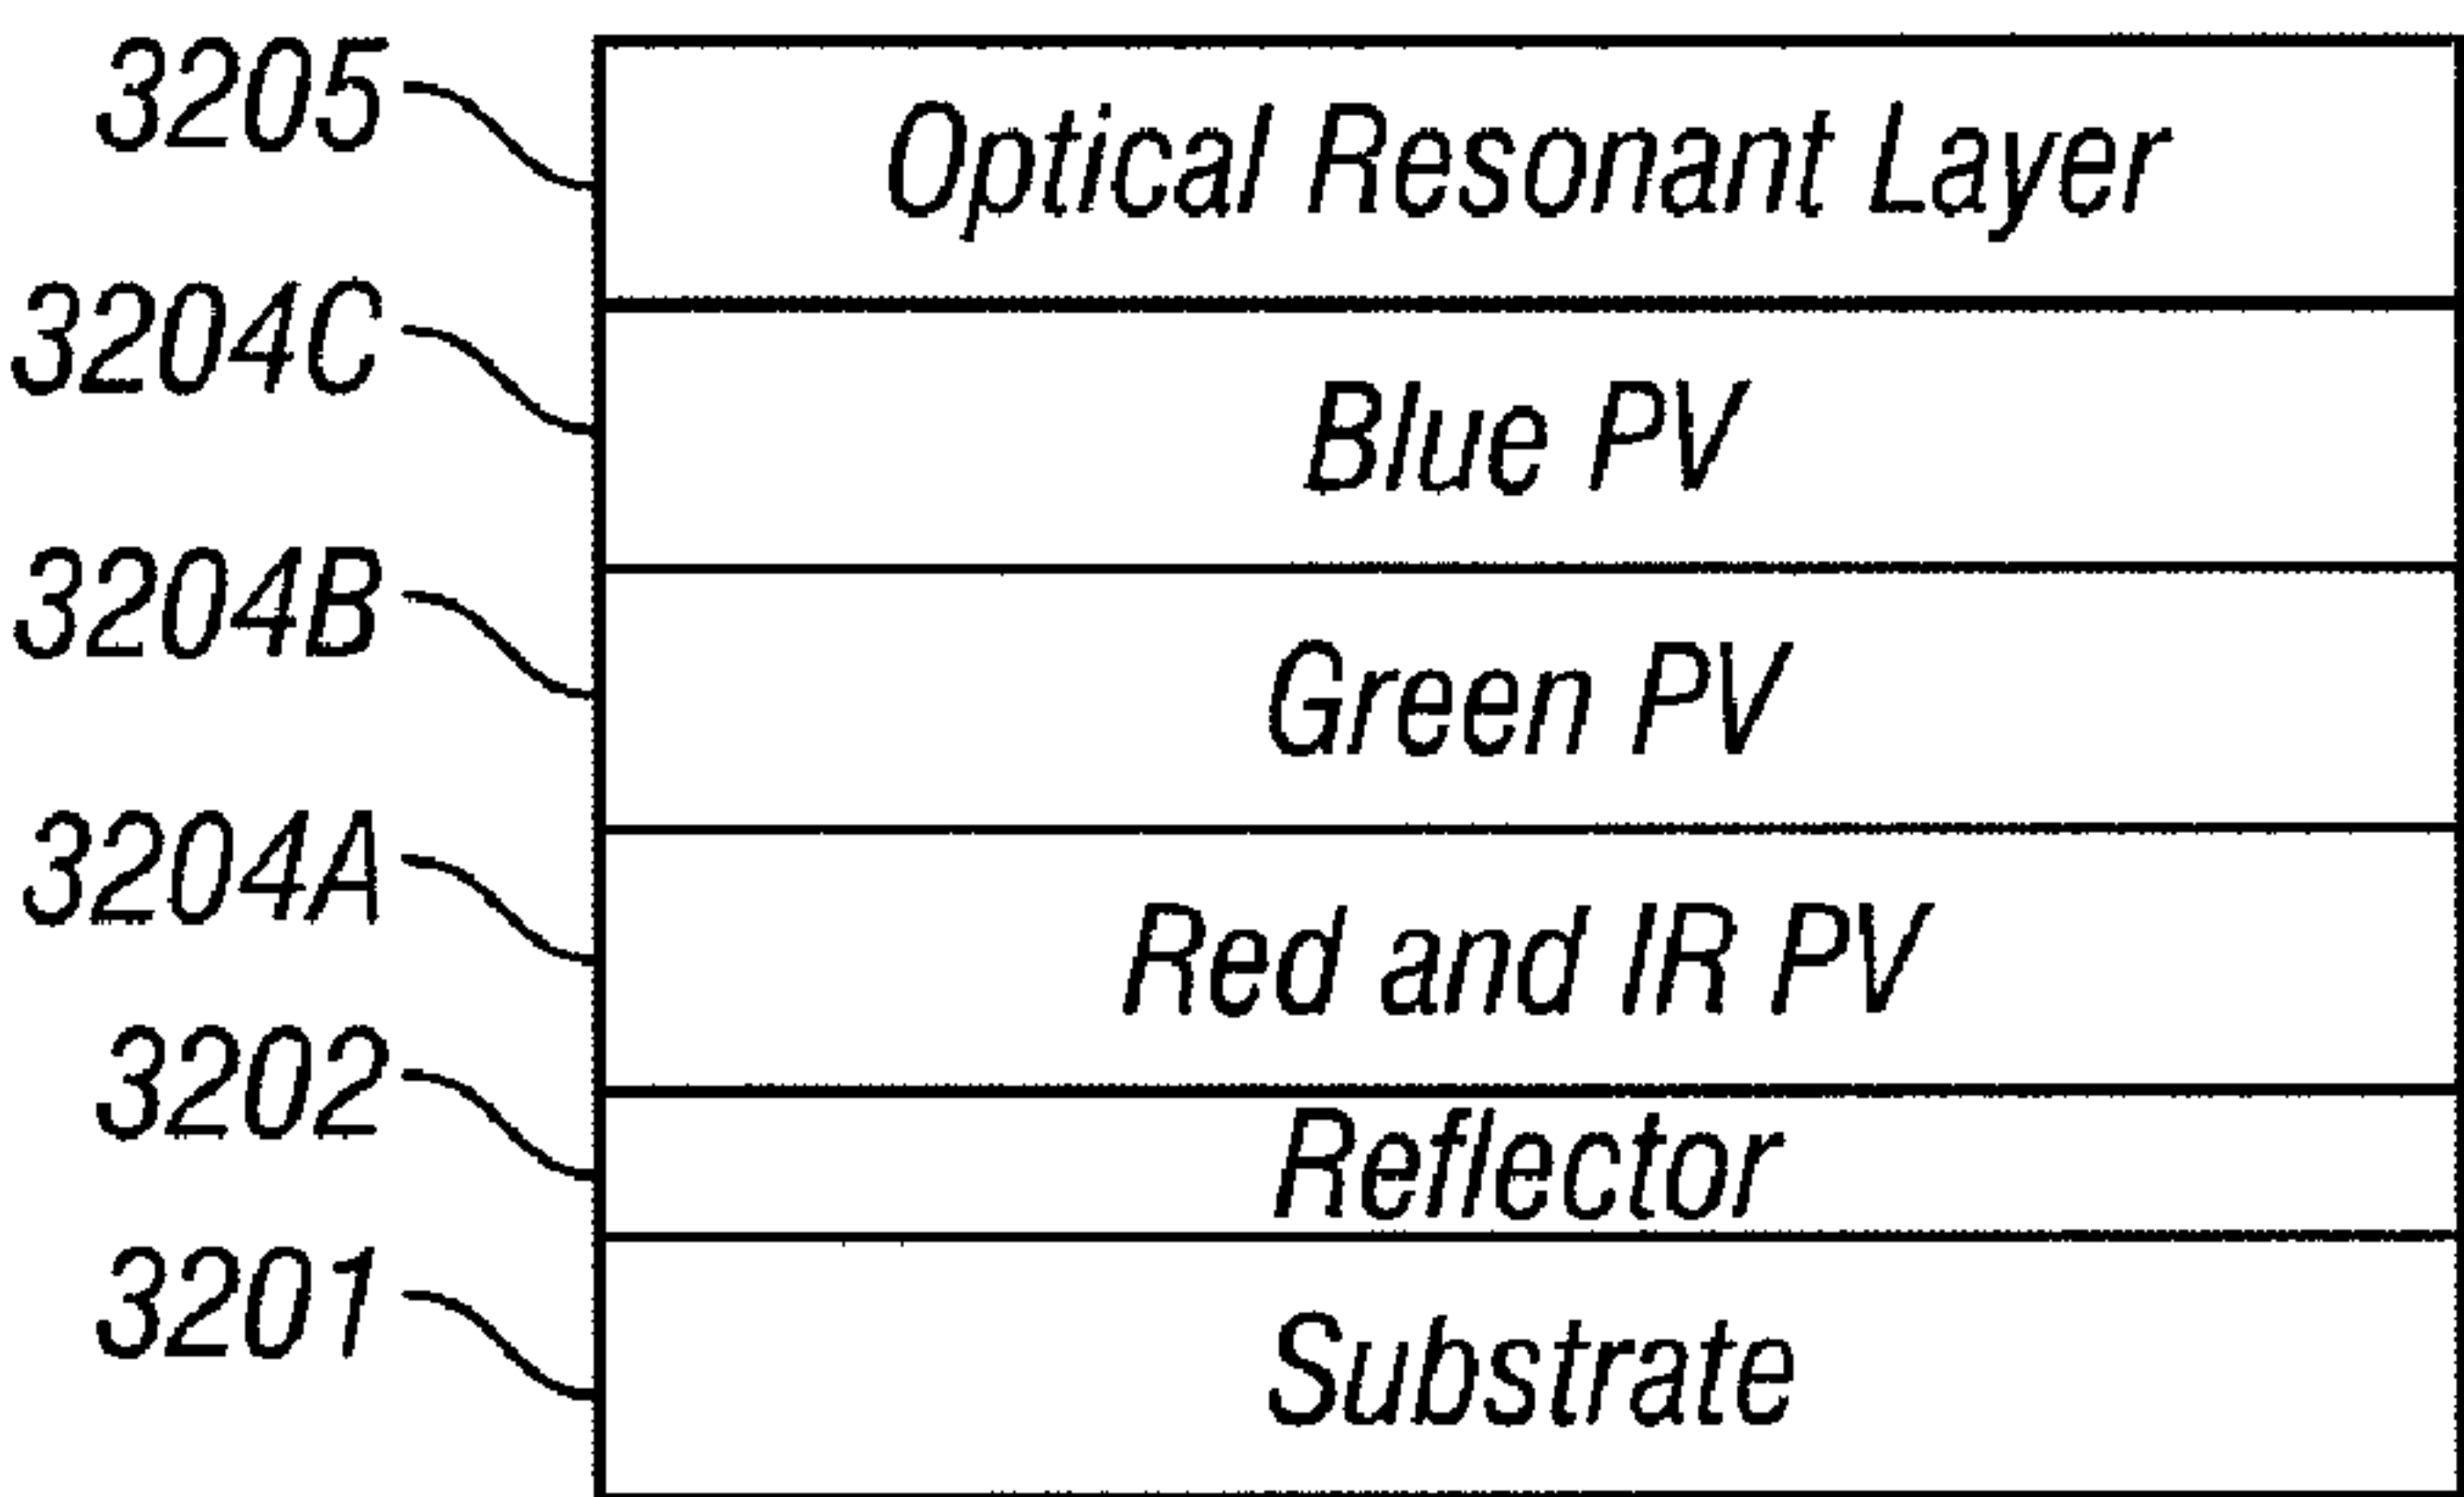 3205 Optical Resonant Layer
3204C Blue PV
3204B Green PV
3204A Red and IR PV
3202 Reflector
3201 Substrate